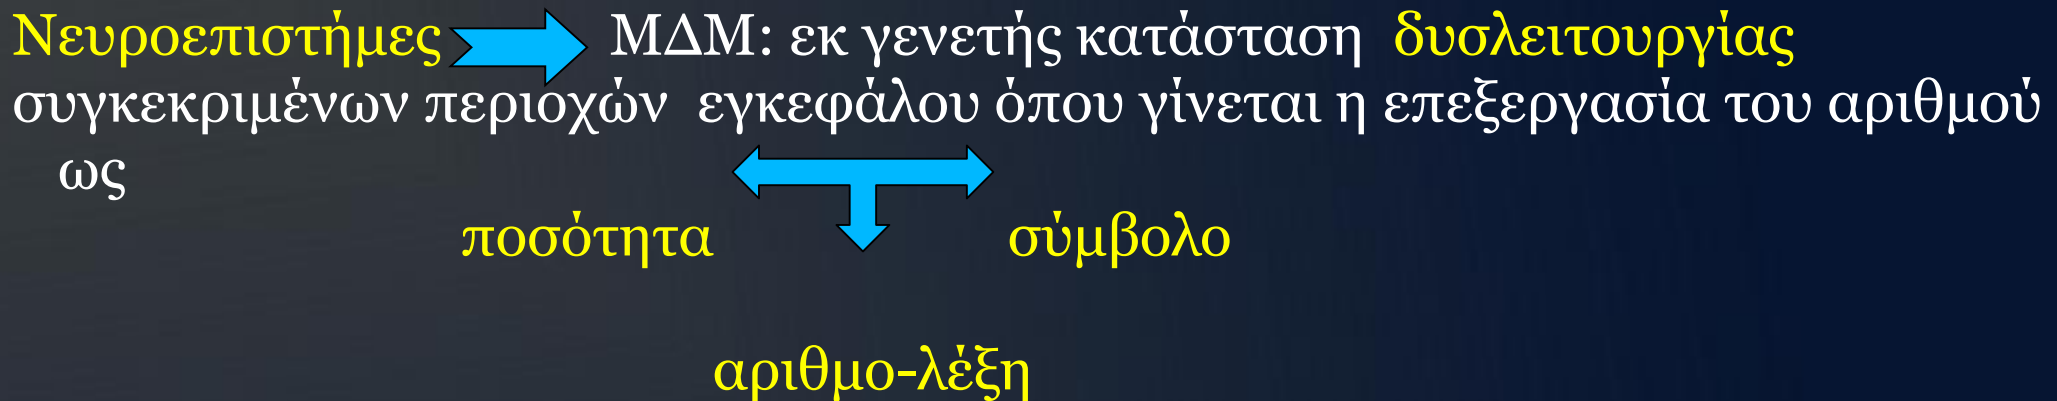 Νευροεπιστήμες ΜΔΜ: εκ γενετής κατάσταση δυσλειτουργίας
συγκεκριμένων περιοχών εγκεφάλου όπου γίνεται η επεξεργασία του αριθμού
ως
ποσότητα σύμβολο
αριθμο-λέξη